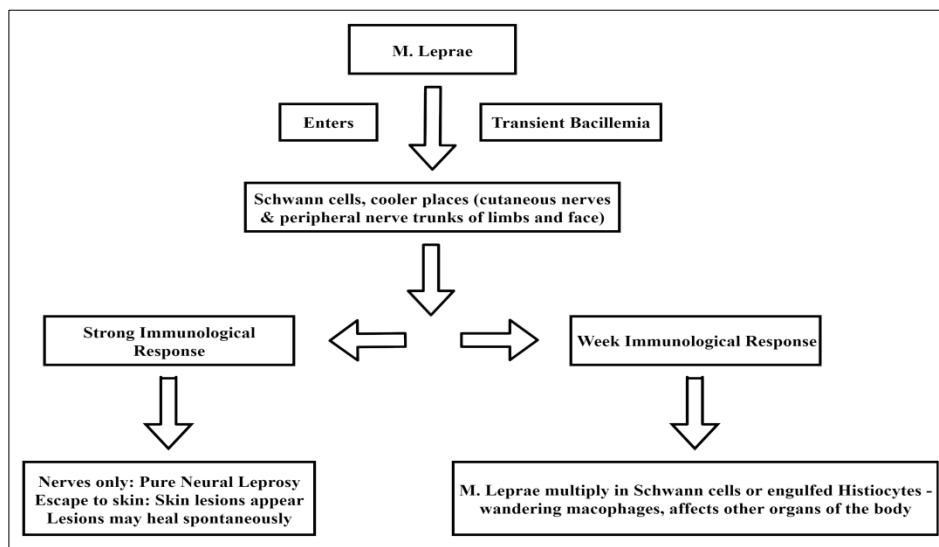 M. Leprae
Enters
Transient Bacillemia
Schwann cells, cooler places (cutaneous nerves
& peripheral nerve trunks of limbs and face)
Strong Immunological
Response
Week Immunological Response
Nerves only: Pure Neural Leprosy
Escape to skin: Skin lesions appear
Lesions may heal spontaneously
M. Leprae multiply in Schwann cells or engulfed Histiocytes -
wandering macophages, affects other organs of the body